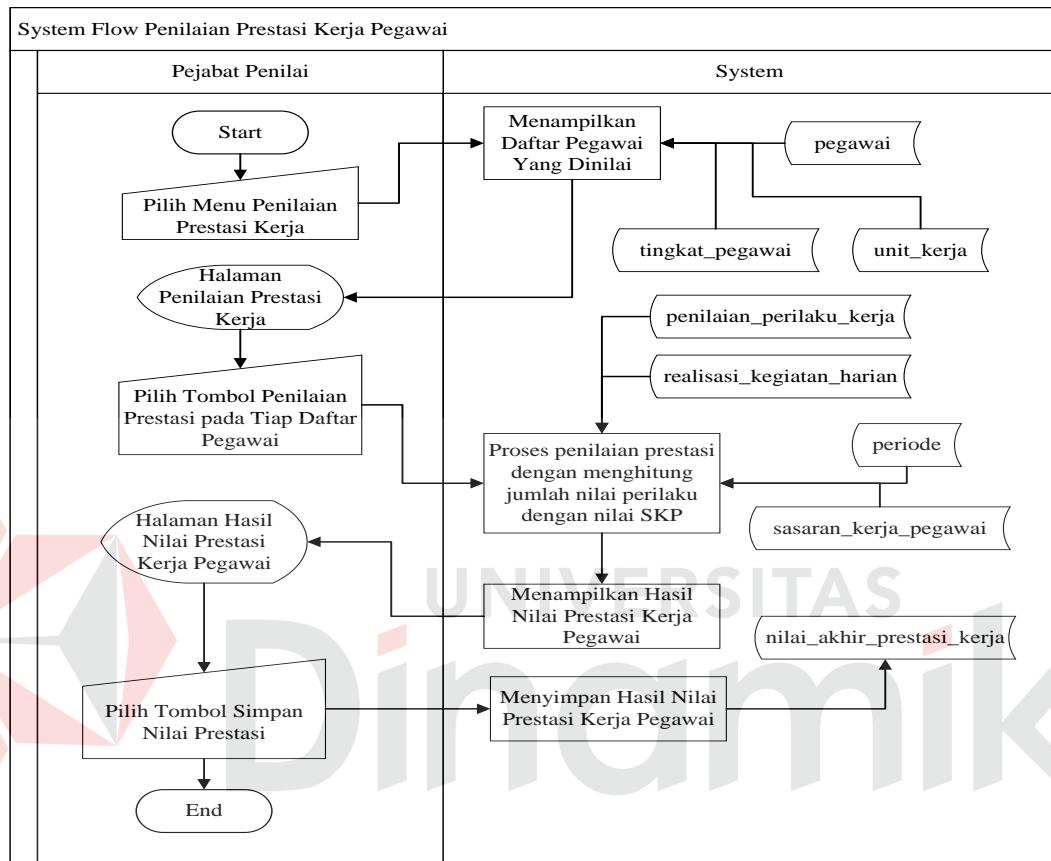 System Flow Penilaian Prestasi Kerja Pegawai
Pejabat Penilai
System
Start
Menampilkan
Daftar Pegawai
Yang Dinilai
pegawai
Pilih Menu Penilaian
Prestasi Kerja
tingkat_pegawai
unit_kerja
Halaman
Penilaian Prestasi
Kerja
penilaian_perilaku_kerja
realisasi_kegiatan_harian
Pilih Tombol Penilaian
Prestasi pada Tiap Daftar
Pegawai
Proses penilaian prestasi
dengan menghitung
jumlah nilai perilaku
dengan nilai SKP
periode
sasaran_kerja_pegawai
Halaman Hasil
Nilai Prestasi
Kerja Pegawai
Menampilkan Hasil
Nilai Prestasi Kerja
Pegawai
nilai_akhir_prestasi_kerja
Pilih Tombol Simpan
Nilai Prestasi
Menyimpan Hasil Nilai
Prestasi Kerja Pegawai
End
UNIVERSITAS
Dinamik